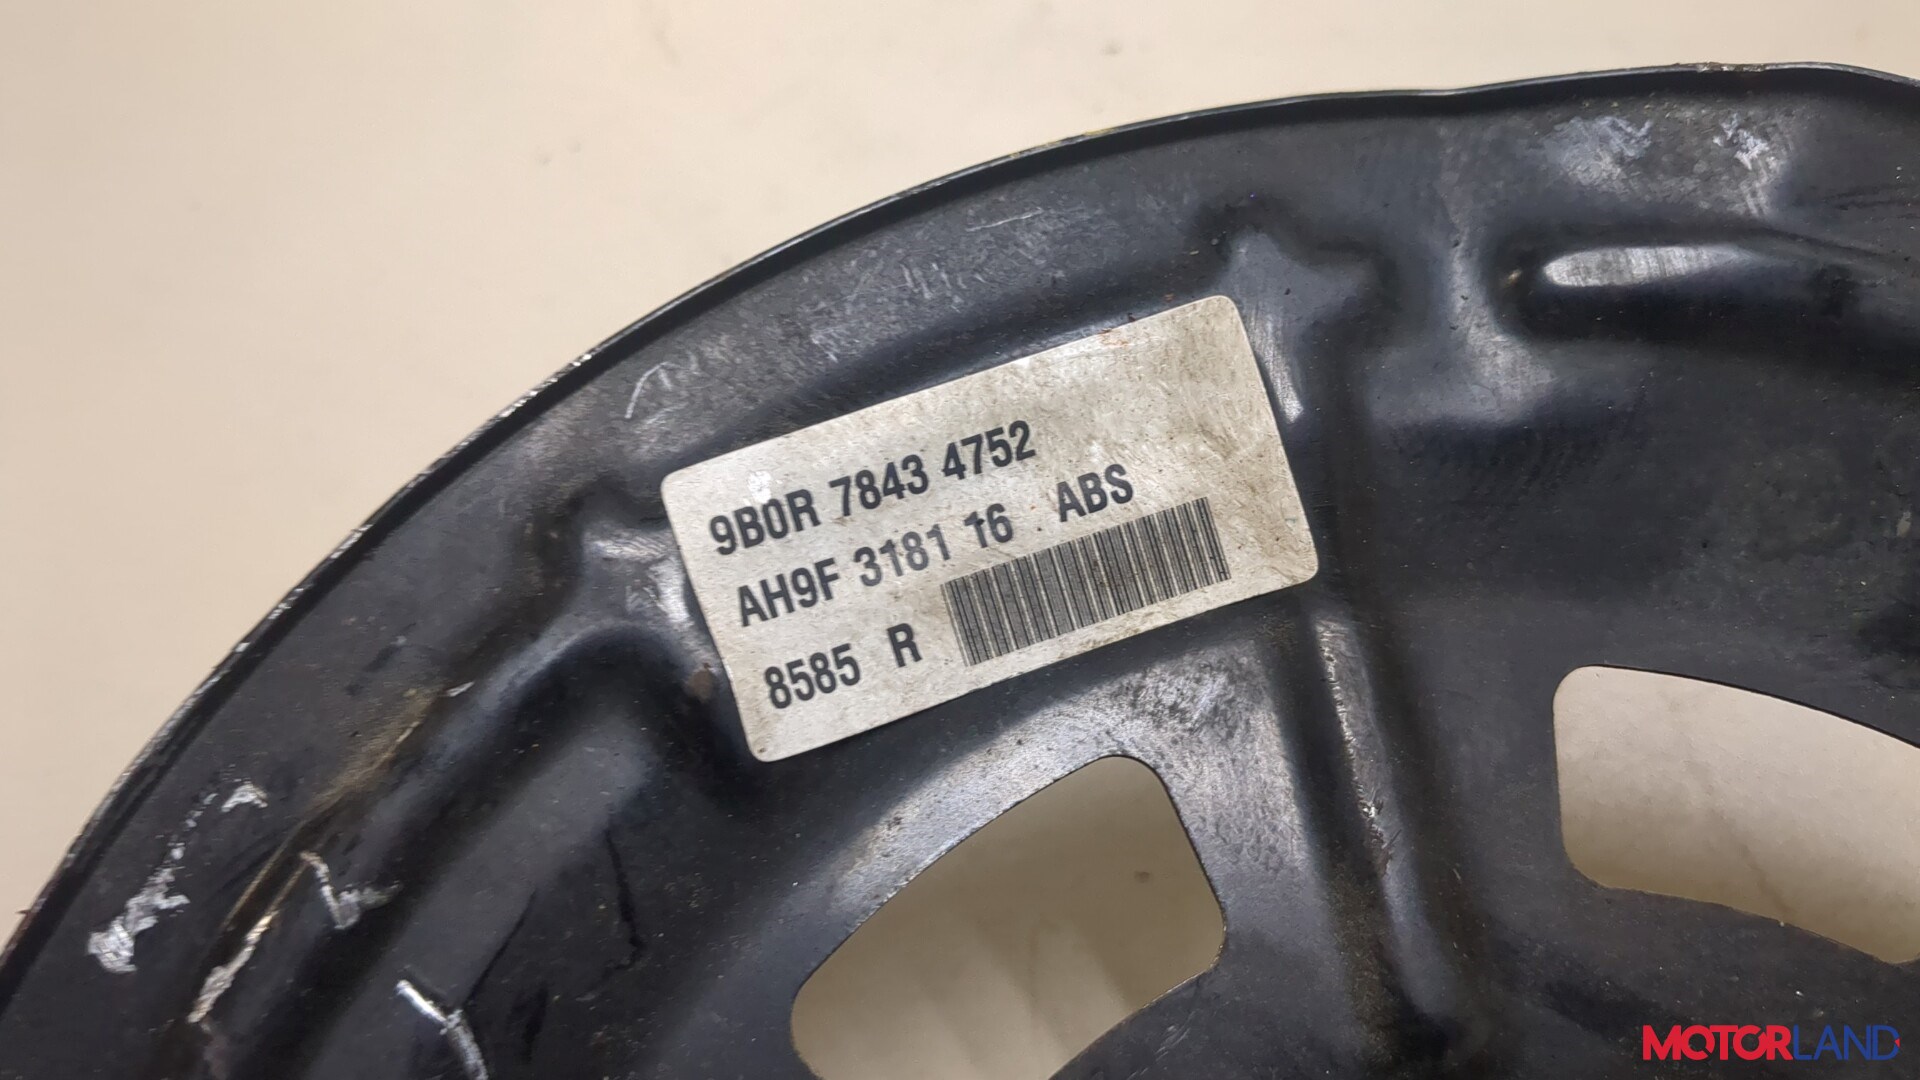 9B0R 7843 4752
AH9F 3181 16 ABS
8585 R
MOTORLAND